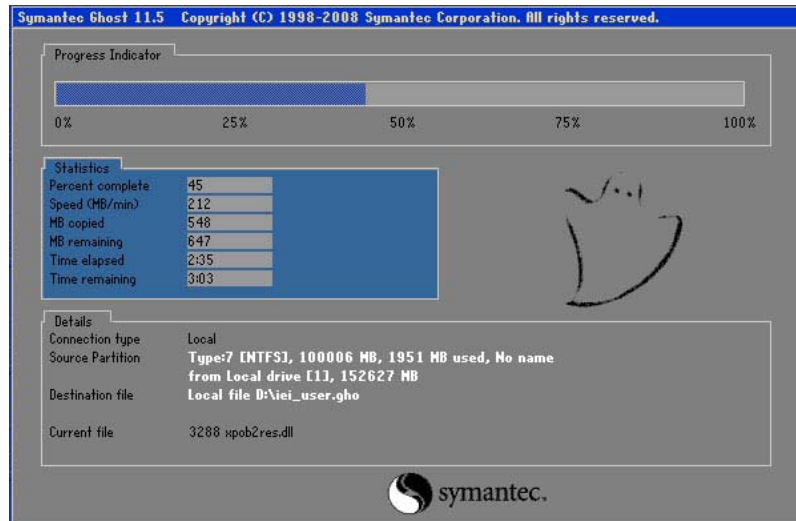 Symantec Ghost 11.5   Copyright (C) 1998-2008 Symantec Corporation. All rights reserved.
Progress Indicator
0%   25%   50%   75%   100%
Statistics
Percent complete   45
Speed (MB/min)   212
MB copied   548
MB remaining   647
Time elapsed   2:35
Time remaining   3:03
Details
Connection type   Local
Source Partition   Type:7 [NTFS], 100006 MB, 1951 MB used, No name
from Local drive [1], 152627 MB
Destination file   Local file D:\iei_user.gho
Current file   3288 xpob2res.dll
symantec.